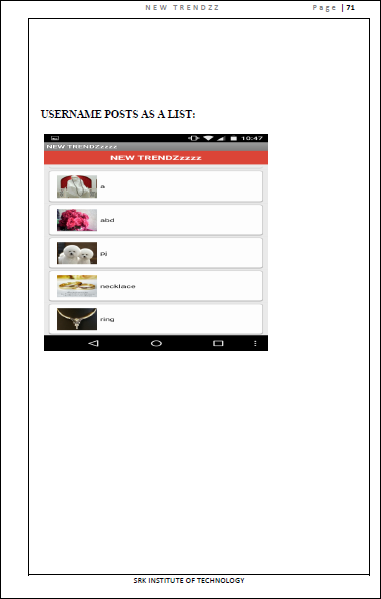 NEW TRENDZZ
Page | 71
USERNAME POSTS AS A LIST:
10:47
NEW TRENDZzzzz
NEW TRENDZzzzz
a
abd
pj
necklace
ring
SRK INSTITUTE OF TECHNOLOGY